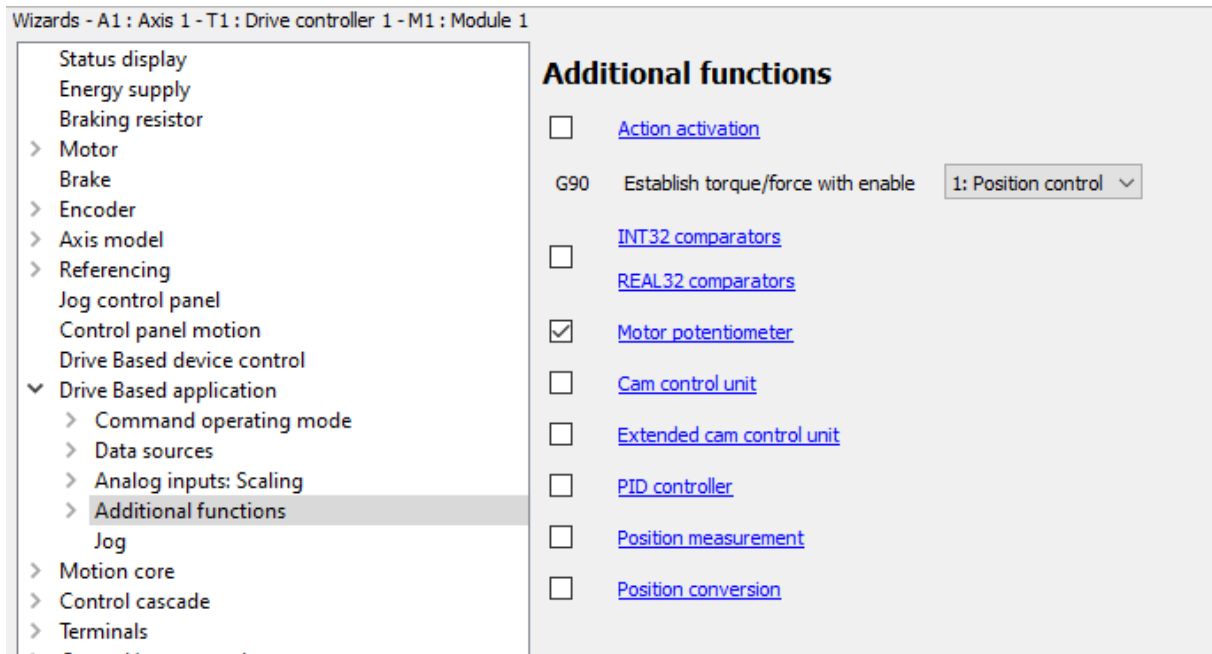 Wizards - A1 : Axis 1 - T1 : Drive controller 1 - M1 : Module 1
Status display
Energy supply
Braking resistor
Motor
Brake
Encoder
Axis model
Referencing
Jog control panel
Control panel motion
Drive Based device control
Drive Based application
Command operating mode
Data sources
Analog inputs: Scaling
Additional functions
Jog
Motion core
Control cascade
Terminals
Additional functions
Action activation
G90 Establish torque/force with enable 1: Position control
INT32 comparators
REAL32 comparators
Motor potentiometer
Cam control unit
Extended cam control unit
PID controller
Position measurement
Position conversion